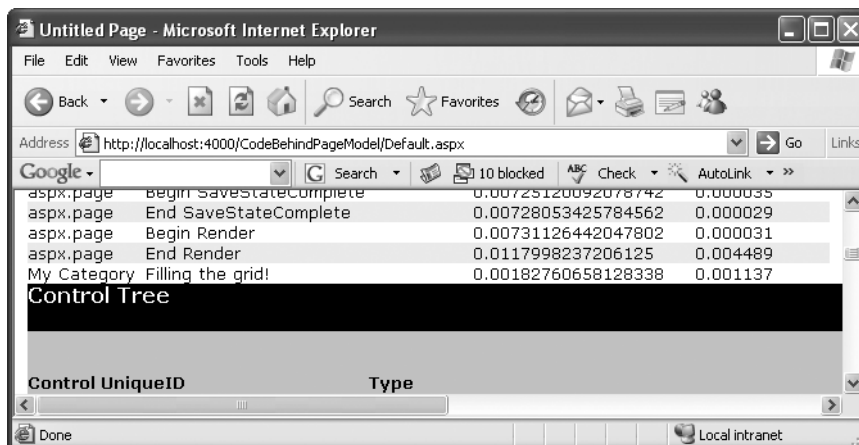 Untitled Page - Microsoft Internet Explorer
File Edit View Favorites Tools Help
Back Search Favorites
Address http://localhost:4000/CodeBehindPageModel/Default.aspx Go Links
Google Search 10 blocked ABC Check AutoLink »
aspx.page Begin SaveStateComplete 0.00725120092078742 0.000035
aspx.page End SaveStateComplete 0.00728053425784562 0.000029
aspx.page Begin Render 0.00731126442047802 0.000031
aspx.page End Render 0.0117998237206125 0.004489
My Category Filling the grid! 0.00182760658128338 0.001137
Control Tree
Control UniqueID Type
Done Local intranet